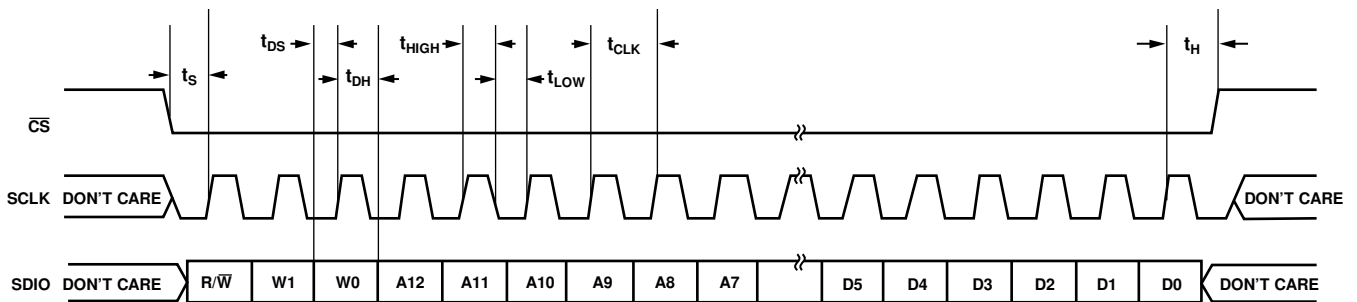 tDS tHIGH tCLK tH
tS tDH tLOW
CS
SCLK DON'T CARE DON'T CARE
SDIO DON'T CARE R/W W1 W0 A12 A11 A10 A9 A8 A7 D5 D4 D3 D2 D1 D0 DON'T CARE